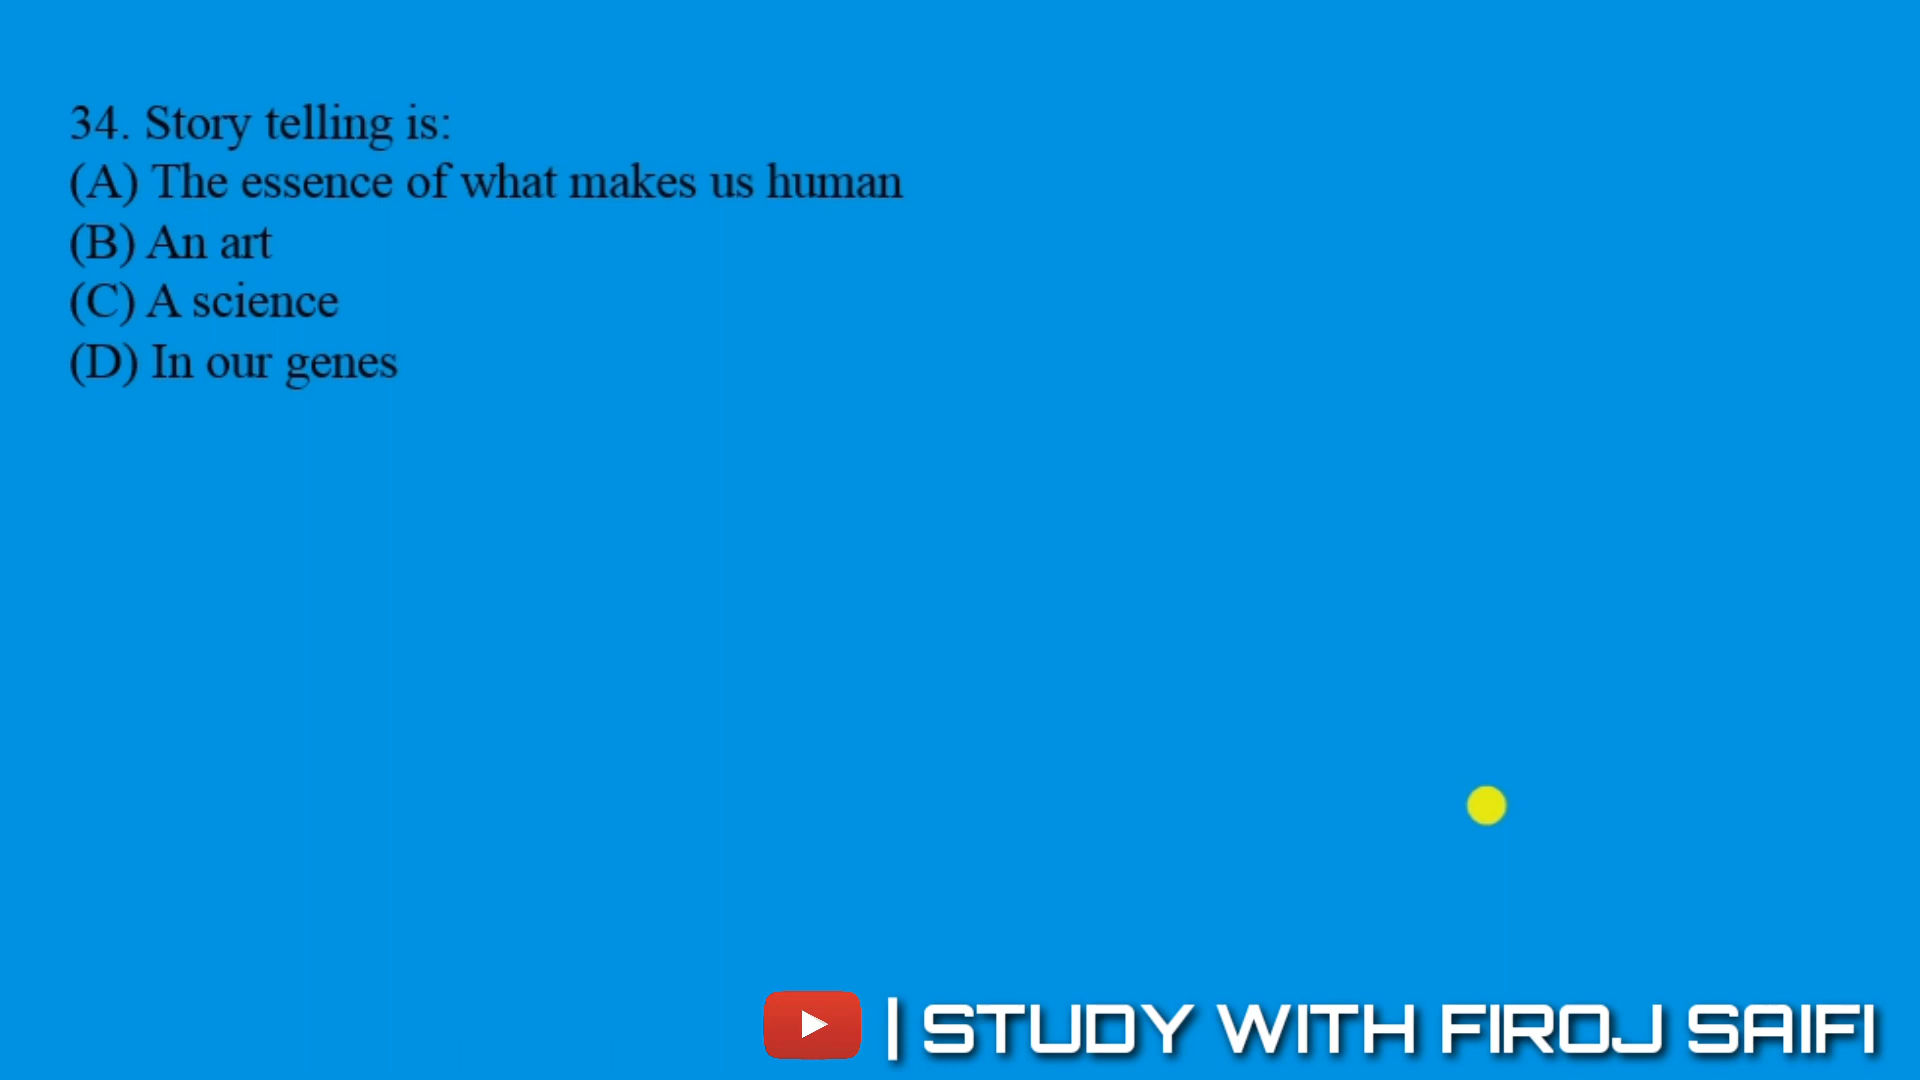 34. Story telling is:
(A) The essence of what makes us human
(B) An art
(C) A science
(D) In our genes
| STUDY WITH FIROJ SAIFI